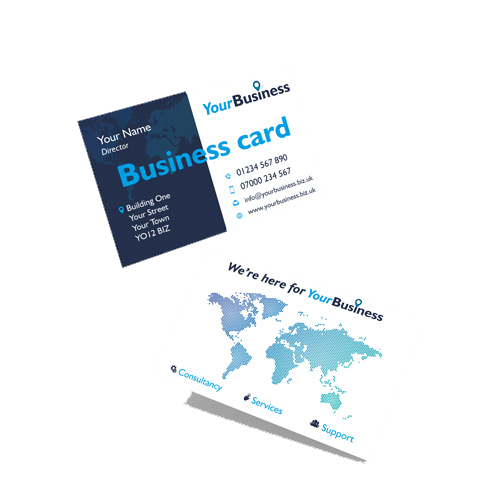 YourBusiness
Your Name
Director
Business card
01234 567 890
07000 234 567
info@yourbusiness.biz.uk
www.yourbusiness.biz.uk
Building One
Your Street
Your Town
YO12 BIZ
We're here for YourBusiness
Consultancy
Services
Support